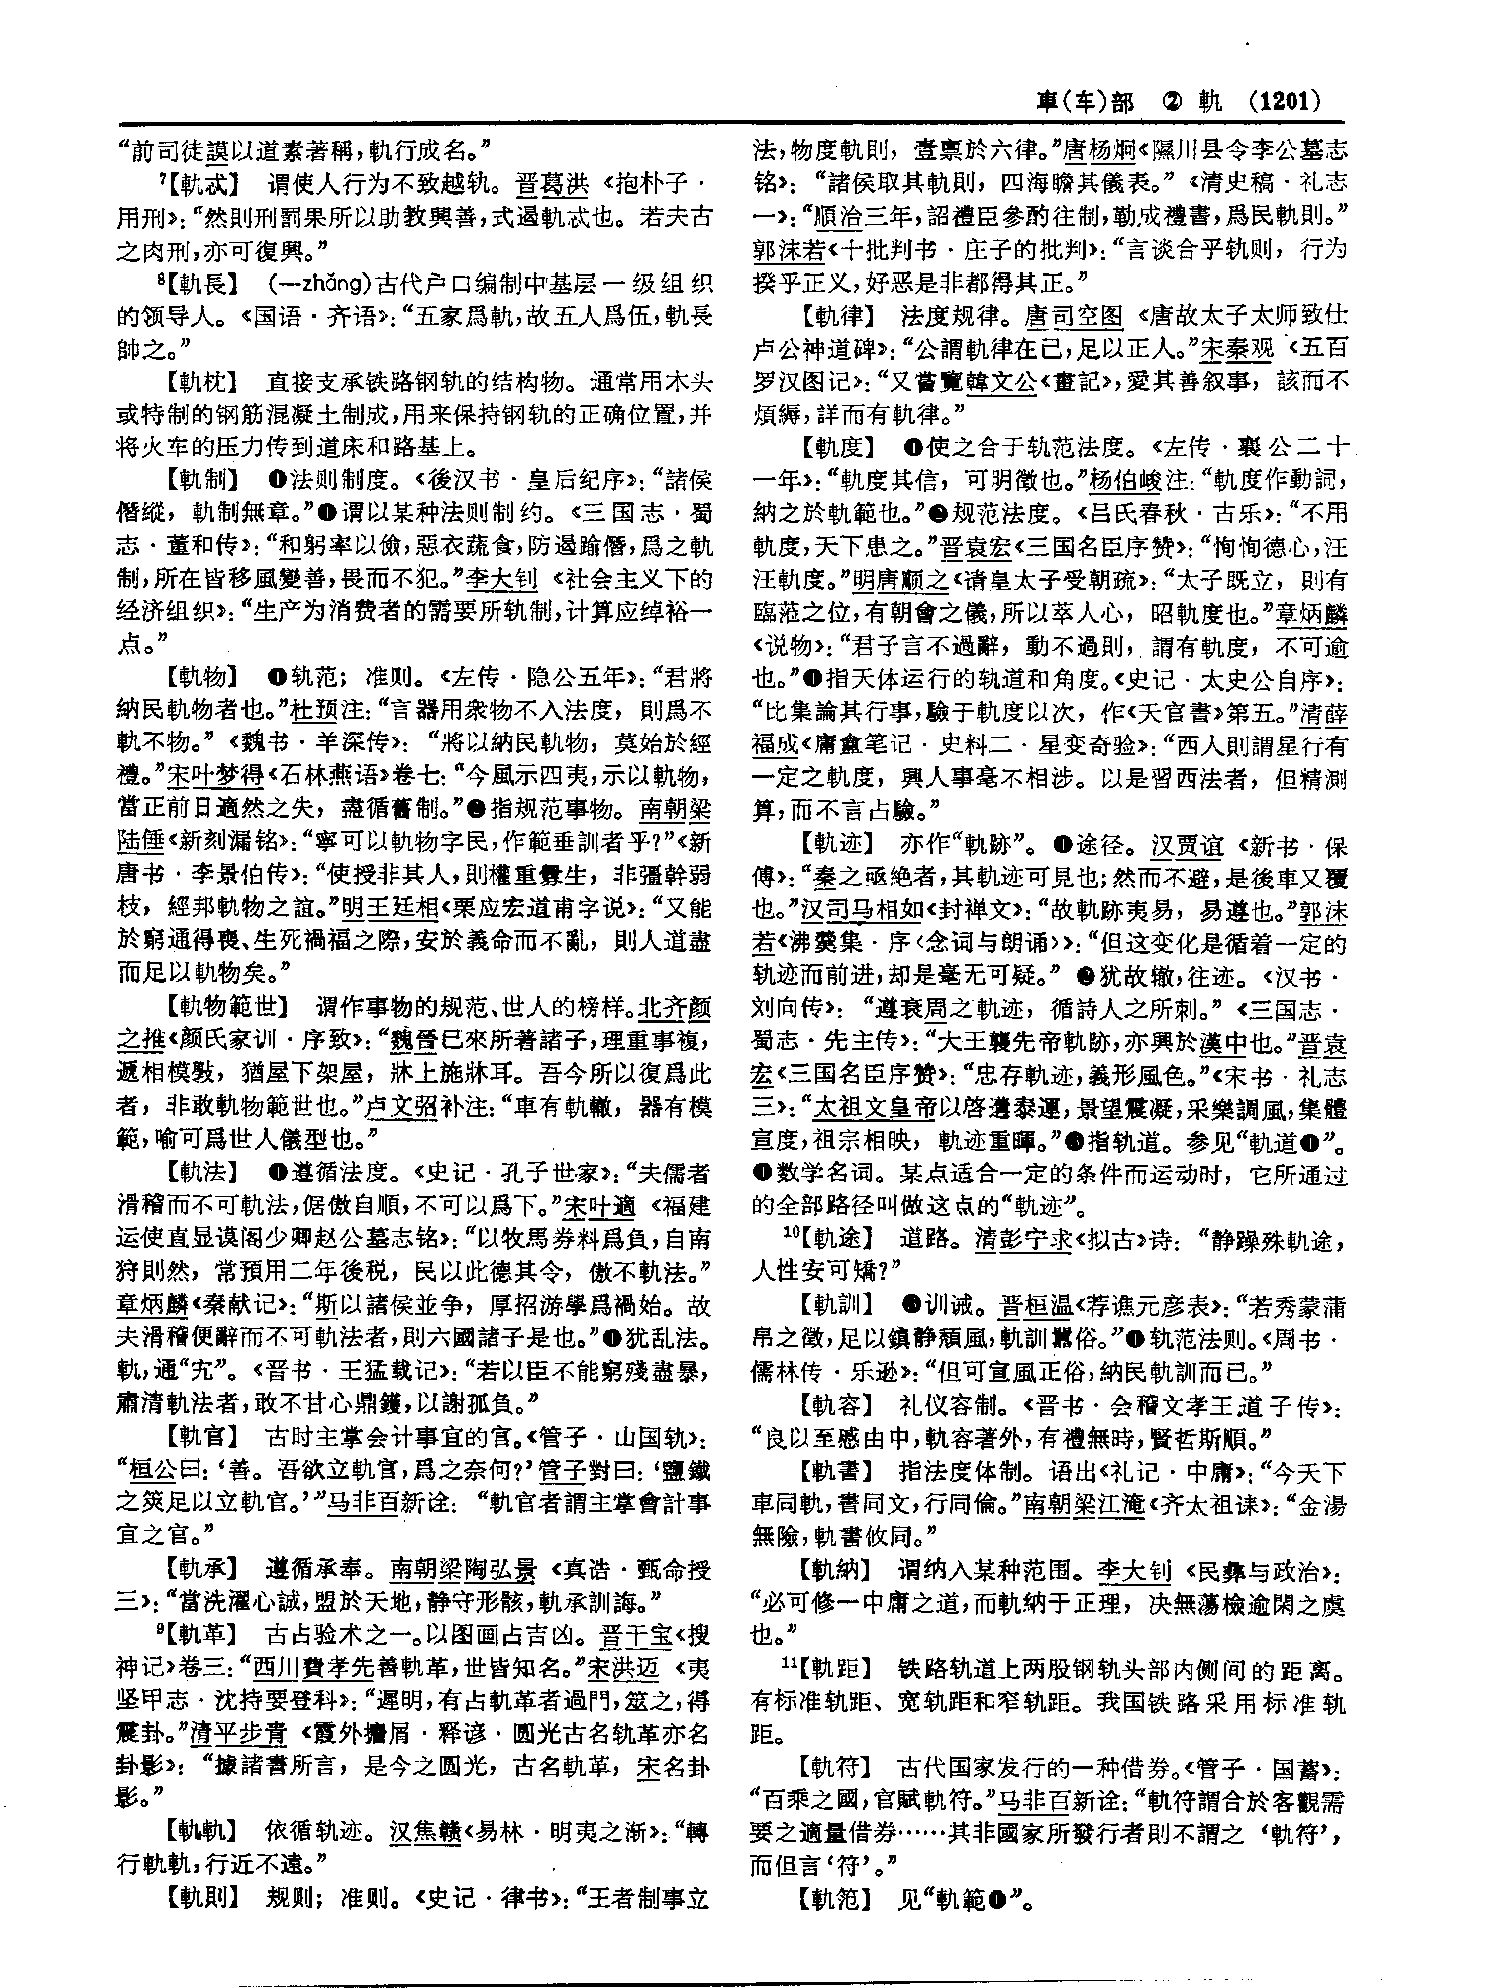 車(车)部 ② 軌 (1201)
“前司徒謨以道素著稱，軌行成名。”
⁷【軌忒】 谓使人行为不致越轨。晋葛洪《抱朴子·
用刑》：“然則刑罰果所以助教興善，式遏軌忒也。若夫古
之肉刑，亦可復興。”
⁸【軌長】 (—zhǎng)古代户口编制中基层一级组织
的领导人。《国语·齐语》：“五家爲軌，故五人爲伍，軌長
帥之。”
【軌枕】 直接支承铁路钢轨的结构物。通常用木头
或特制的钢筋混凝土制成，用来保持钢轨的正确位置，并
将火车的压力传到道床和路基上。
【軌制】 ❶法则制度。《後汉书·皇后纪序》：“諸侯
僭縱，軌制無章。”❷谓以某种法则制约。《三国志·蜀
志·董和传》：“和躬率以儉，惡衣蔬食，防遏踰僭，爲之軌
制，所在皆移風變善，畏而不犯。”李大钊《社会主义下的
经济组织》：“生产为消费者的需要所轨制，计算应绰裕一
点。”
【軌物】 ❶轨范；准则。《左传·隐公五年》：“君將
納民軌物者也。”杜预注：“言器用衆物不入法度，則爲不
軌不物。”《魏书·羊深传》：“將以納民軌物，莫始於經
禮。”宋叶梦得《石林燕语》卷七：“今風示四夷，示以軌物，
當正前日適然之失，盡循舊制。”❷指规范事物。南朝梁
陆倕《新刻漏铭》：“寧可以軌物字民，作範垂訓者乎？”《新
唐书·李景伯传》：“使授非其人，則權重釁生，非彊幹弱
枝，經邦軌物之誼。”明王廷相《栗应宏道甫字说》：“又能
於窮通得喪、生死禍福之際，安於義命而不亂，則人道盡
而足以軌物矣。”
【軌物範世】 谓作事物的规范、世人的榜样。北齐颜
之推《颜氏家训·序致》：“魏晉已來所著諸子，理重事複，
遞相模斆，猶屋下架屋，牀上施牀耳。吾今所以復爲此
者，非敢軌物範世也。”卢文弨补注：“車有軌轍，器有模
範，喻可爲世人儀型也。”
【軌法】 ❶遵循法度。《史记·孔子世家》：“夫儒者
滑稽而不可軌法，倨傲自順，不可以爲下。”宋叶適《福建
运使直显谟阁少卿赵公墓志铭》：“以牧馬券料爲負，自南
狩則然，常預用二年後税，民以此德其令，傲不軌法。”
章炳麟《秦献记》：“斯以諸侯並争，厚招游學爲禍始。故
夫滑稽便辭而不可軌法者，則六國諸子是也。”❷犹乱法。
軌，通“宄”。《晋书·王猛载记》：“若以臣不能窮殘盡暴，
肅清軌法者，敢不甘心鼎鑊，以謝孤負。”
【軌官】 古时主掌会计事宜的官。《管子·山国轨》：
“桓公曰：‘善。吾欲立軌官，爲之奈何？’管子對曰：‘鹽鐵
之筴足以立軌官。’”马非百新诠：“軌官者謂主掌會計事
宜之官。”
【軌承】 遵循承奉。南朝梁陶弘景《真诰·甄命授
三》：“當洗濯心誠，盟於天地，静守形骸，軌承訓誨。”
⁹【軌革】 古占验术之一。以图画占吉凶。晋干宝《搜
神记》卷三：“西川費孝先善軌革，世皆知名。”宋洪迈《夷
坚甲志·沈持要登科》：“遲明，有占軌革者過門，筮之，得
震卦。”清平步青《霞外攟屑·释谚·圆光古名轨革亦名
卦影》：“據諸書所言，是今之圆光，古名軌革，宋名卦
影。”
【軌軌】 依循轨迹。汉焦赣《易林·明夷之渐》：“轉
行軌軌，行近不遠。”
【軌則】 规则；准则。《史记·律书》：“王者制事立
法，物度軌則，壹禀於六律。”唐杨炯《隰川县令李公墓志
铭》：“諸侯取其軌則，四海瞻其儀表。”《清史稿·礼志
一》：“順治三年，詔禮臣參酌往制，勒成禮書，爲民軌則。”
郭沫若《十批判书·庄子的批判》：“言谈合乎轨则，行为
揆乎正义，好恶是非都得其正。”
【軌律】 法度规律。唐司空图《唐故太子太师致仕
卢公神道碑》：“公謂軌律在己，足以正人。”宋秦观《五百
罗汉图记》：“又嘗覽韓文公《畫記》，愛其善叙事，該而不
煩縟，詳而有軌律。”
【軌度】 ❶使之合于轨范法度。《左传·襄公二十
一年》：“軌度其信，可明徵也。”杨伯峻注：“軌度作動詞，
納之於軌範也。”❷规范法度。《吕氏春秋·古乐》：“不用
軌度，天下患之。”晋袁宏《三国名臣序赞》：“恂恂德心，汪
汪軌度。”明唐顺之《请皇太子受朝疏》：“太子既立，則有
臨莅之位，有朝會之儀，所以萃人心，昭軌度也。”章炳麟
《说物》：“君子言不過辭，動不過則，謂有軌度，不可逾
也。”❸指天体运行的轨道和角度。《史记·太史公自序》：
“比集論其行事，驗于軌度以次，作《天官書》第五。”清薛
福成《庸盦笔记·史料二·星变奇验》：“西人則謂星行有
一定之軌度，與人事毫不相涉。以是習西法者，但精測
算，而不言占驗。”
【軌迹】 亦作“軌跡”。❶途径。汉贾谊《新书·保
傅》：“秦之亟絶者，其軌迹可見也；然而不避，是後車又覆
也。”汉司马相如《封禅文》：“故軌跡夷易，易遵也。”郭沫
若《沸羹集·序〈念词与朗诵〉》：“但这变化是循着一定的
轨迹而前进，却是毫无可疑。”❷犹故辙，往迹。《汉书·
刘向传》：“遵衰周之軌迹，循詩人之所刺。”《三国志·
蜀志·先主传》：“大王襲先帝軌跡，亦興於漢中也。”晋袁
宏《三国名臣序赞》：“忠存軌迹，義形風色。”《宋书·礼志
三》：“太祖文皇帝以啓遘泰運，景望震凝，采樂調風，集禮
宣度，祖宗相映，軌迹重暉。”❸指轨道。参见“軌道❶”。
❹数学名词。某点适合一定的条件而运动时，它所通过
的全部路径叫做这点的“軌迹”。
¹⁰【軌途】 道路。清彭宁求《拟古》诗：“静躁殊軌途，
人性安可矯？”
【軌訓】 ❶训诫。晋桓温《荐谯元彦表》：“若秀蒙蒲
帛之徵，足以鎮静頽風，軌訓囂俗。”❷轨范法则。《周书·
儒林传·乐逊》：“但可宣風正俗，納民軌訓而已。”
【軌容】 礼仪容制。《晋书·会稽文孝王道子传》：
“良以至感由中，軌容著外，有禮無時，賢哲斯順。”
【軌書】 指法度体制。语出《礼记·中庸》：“今天下
車同軌，書同文，行同倫。”南朝梁江淹《齐太祖诔》：“金湯
無險，軌書攸同。”
【軌納】 谓纳入某种范围。李大钊《民彝与政治》：
“必可修一中庸之道，而軌納于正理，决無蕩檢逾閑之虞
也。”
¹¹【軌距】 铁路轨道上两股钢轨头部内侧间的距离。
有标准轨距、宽轨距和窄轨距。我国铁路采用标准轨
距。
【軌符】 古代国家发行的一种借券。《管子·国蓄》：
“百乘之國，官賦軌符。”马非百新诠：“軌符謂合於客觀需
要之適量借券……其非國家所發行者則不謂之‘軌符’，
而但言‘符’。”
【軌笵】 见“軌範❶”。